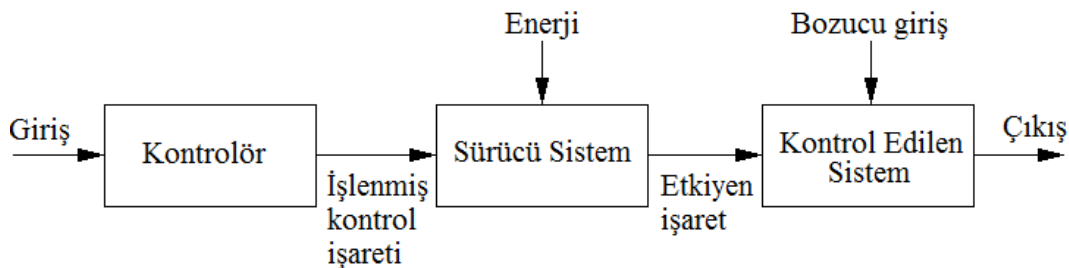 Enerji
Bozucu giriş
Giriş
Kontrolör
Sürücü Sistem
Kontrol Edilen
Sistem
Çıkış
İşlenmiş
kontrol
işareti
Etkiyen
işaret